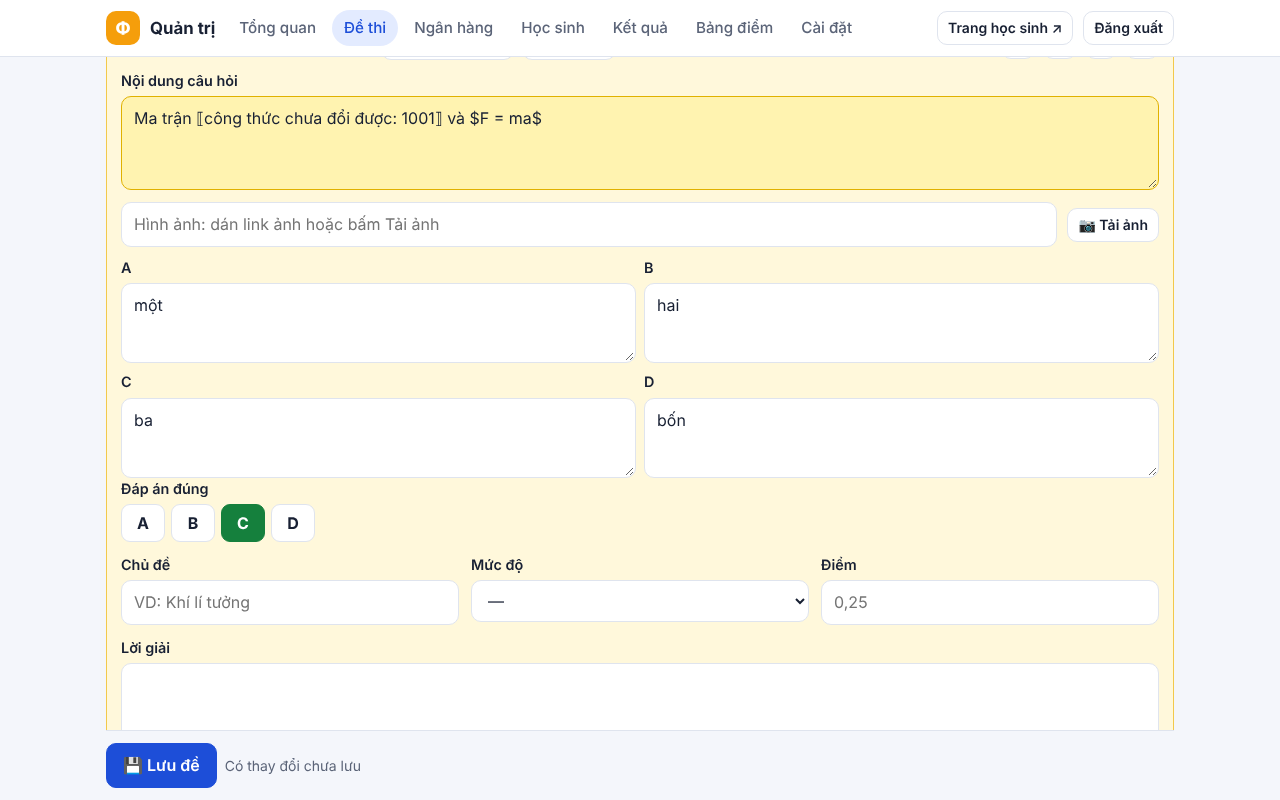 Φ Quản trị Tổng quan Đề thi Ngân hàng Học sinh Kết quả Bảng điểm Cài đặt Trang học sinh ↗ Đăng xuất
Nội dung câu hỏi
Ma trận ⟦công thức chưa đổi được: 1001⟧ và $F = ma$
Hình ảnh: dán link ảnh hoặc bấm Tải ảnh
📷 Tải ảnh
A B
một hai
C D
ba bốn
Đáp án đúng
A B C D
Chủ đề Mức độ Điểm
VD: Khí lí tưởng — 0,25
Lời giải
💾 Lưu đề Có thay đổi chưa lưu